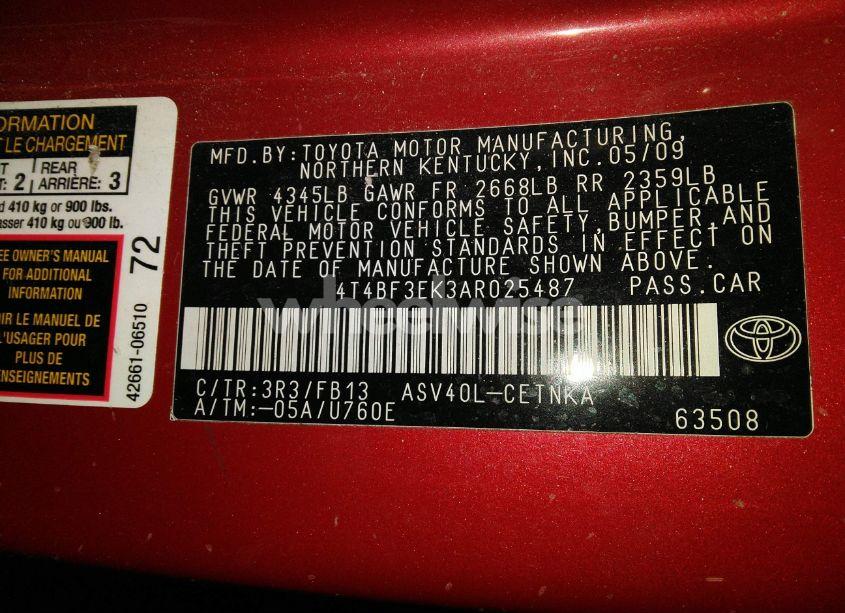 ORMATION
T LE CHARGEMENT
T: 2
REAR
ARRIÈRE: 3
d 410 kg or 900 lbs.
asser 410 kg ou 900 lb.
EE OWNER'S MANUAL
FOR ADDITIONAL
INFORMATION
IR LE MANUEL DE
L'USAGER POUR
PLUS DE
ENSEIGNEMENTS
42661-06510
72
MFD. BY: TOYOTA MOTOR MANUFACTURING,
NORTHERN KENTUCKY, INC. 05/09
GVWR 4345LB GAWR FR 2668LB RR 2359LB
THIS VEHICLE CONFORMS TO ALL APPLICABLE
FEDERAL MOTOR VEHICLE SAFETY, BUMPER, AND
THEFT PREVENTION STANDARDS IN EFFECT ON
THE DATE OF MANUFACTURE SHOWN ABOVE.
4T4BF3EK3AR025487 PASS. CAR
wheelwise
C/TR: 3R3/FB13 ASV40L-CETNKA
A/TM:-05A/U760E
63508
TOYOTA